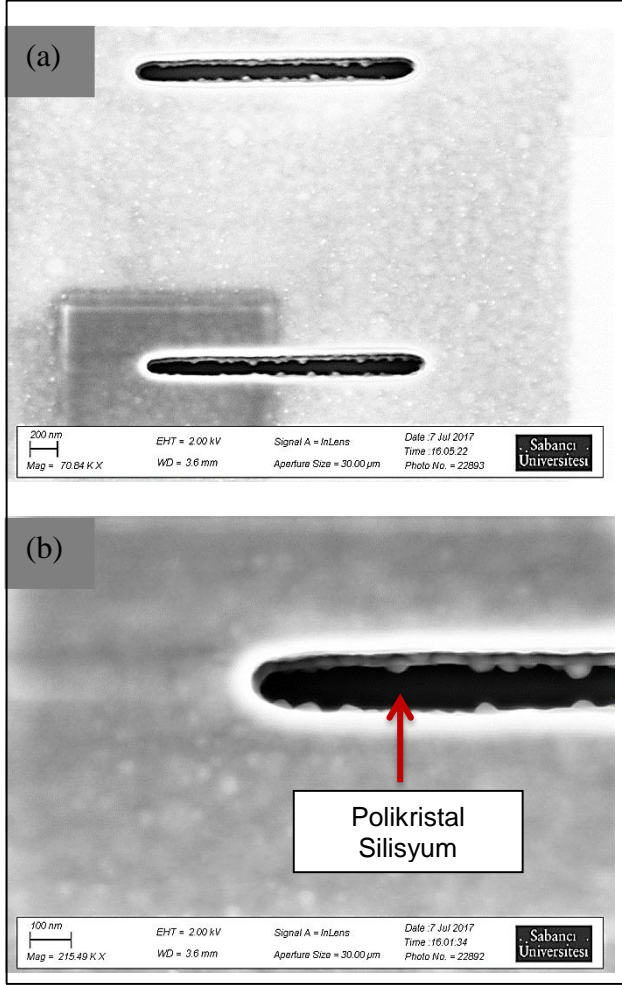 (a)
200 nm
Mag = 70.84 K X
EHT = 2.00 kV
WD = 3.6 mm
Signal A = InLens
Aperture Size = 30.00 µm
Date :7 Jul 2017
Time :16:05:22
Photo No. = 22893
Sabancı
Üniversitesi
(b)
Polikristal
Silisyum
100 nm
Mag = 215.49 K X
EHT = 2.00 kV
WD = 3.6 mm
Signal A = InLens
Aperture Size = 30.00 µm
Date :7 Jul 2017
Time :16:01:34
Photo No. = 22892
Sabancı
Üniversitesi